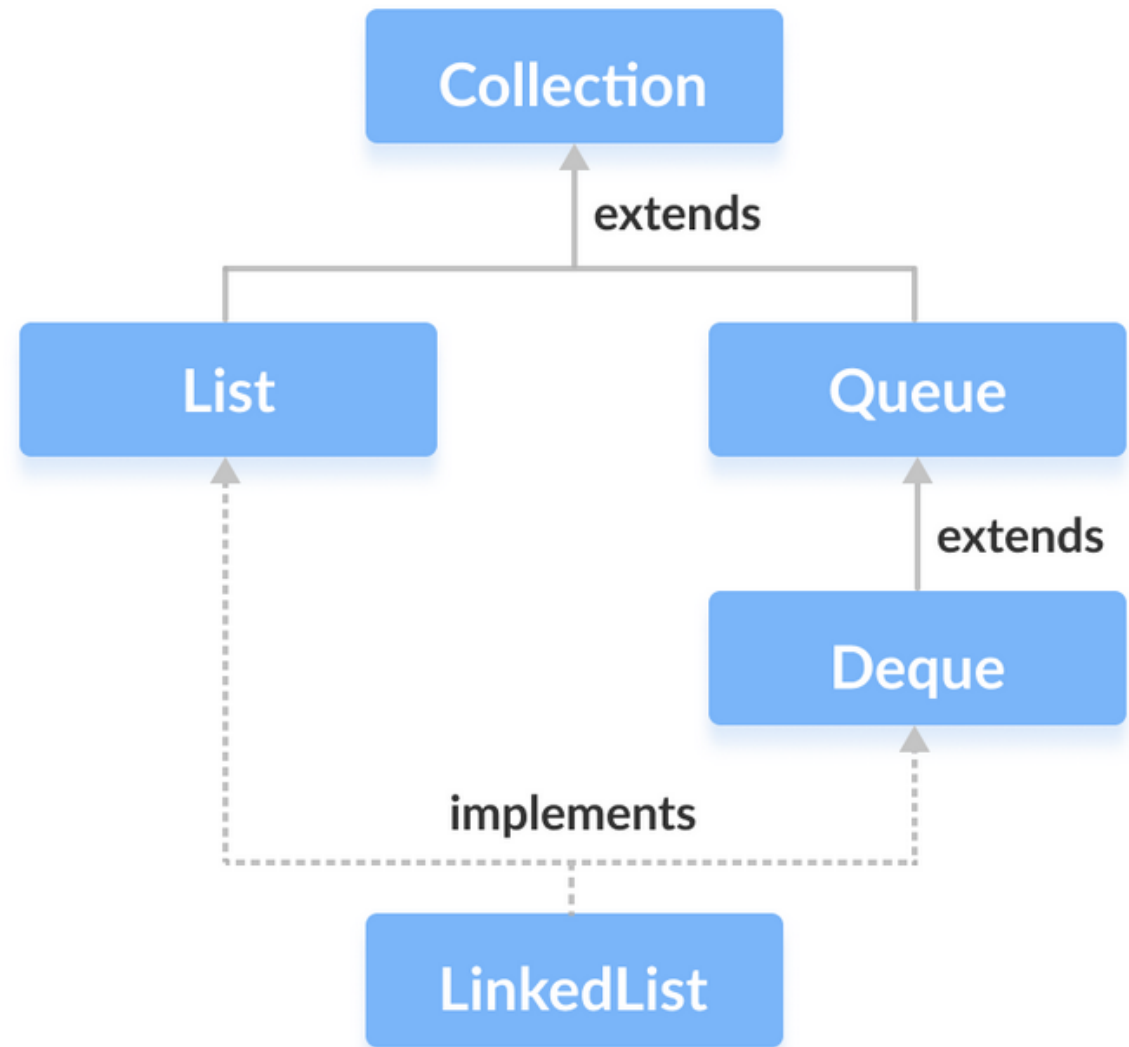 Collection
extends
List
Queue
extends
Deque
implements
LinkedList